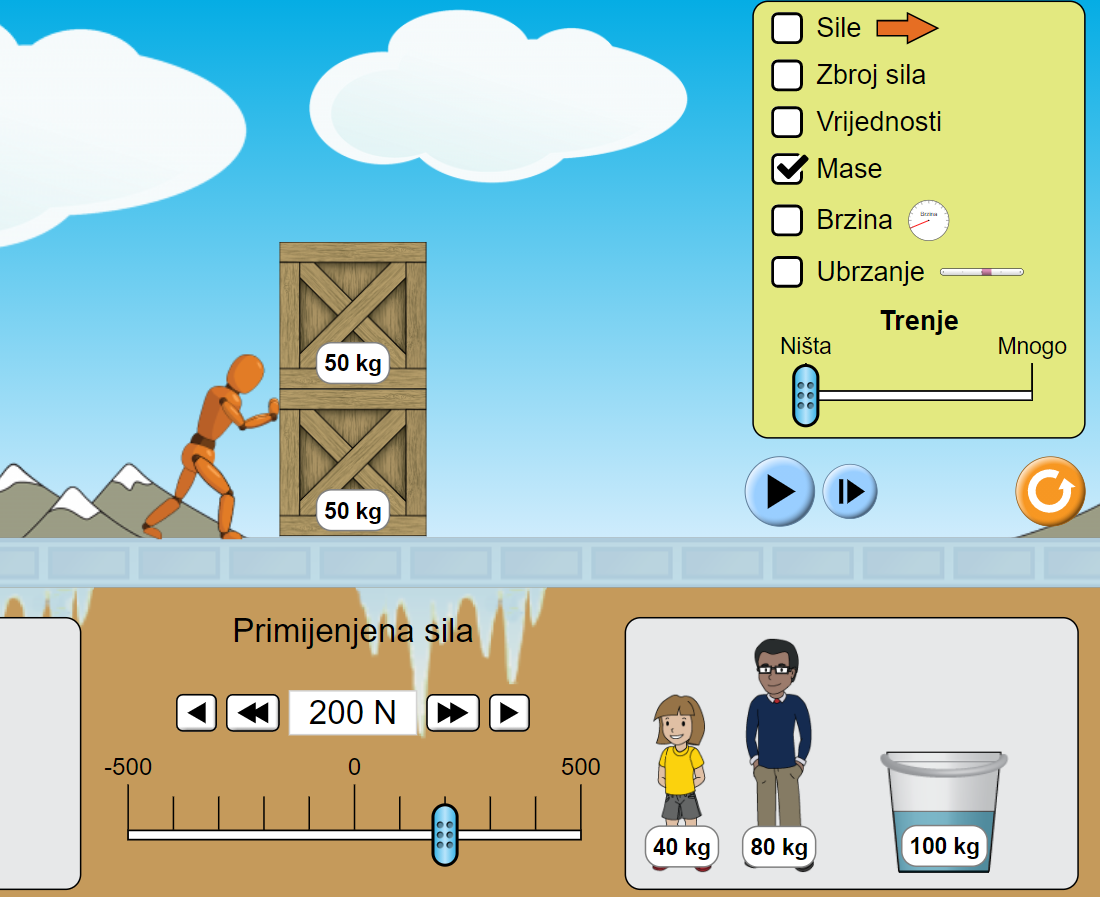 Sile
Zbroj sila
Vrijednosti
Mase
Brzina
Brzina
Ubrzanje
Trenje
Ništa Mnogo
50 kg
50 kg
Primijenjena sila
200 N
-500 0 500
40 kg 80 kg 100 kg